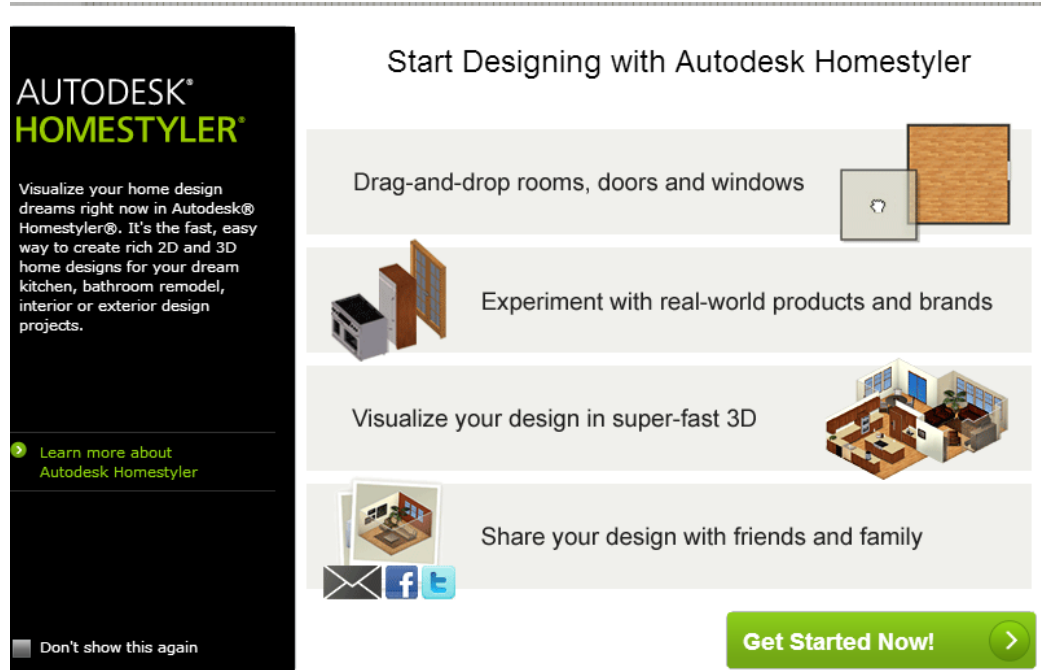 AUTODESK®
HOMESTYLER®
Visualize your home design
dreams right now in Autodesk®
Homestyler®. It's the fast, easy
way to create rich 2D and 3D
home designs for your dream
kitchen, bathroom remodel,
interior or exterior design
projects.
Learn more about
Autodesk Homestyler
Don't show this again
Start Designing with Autodesk Homestyler
Drag-and-drop rooms, doors and windows
Experiment with real-world products and brands
Visualize your design in super-fast 3D
Share your design with friends and family
Get Started Now!